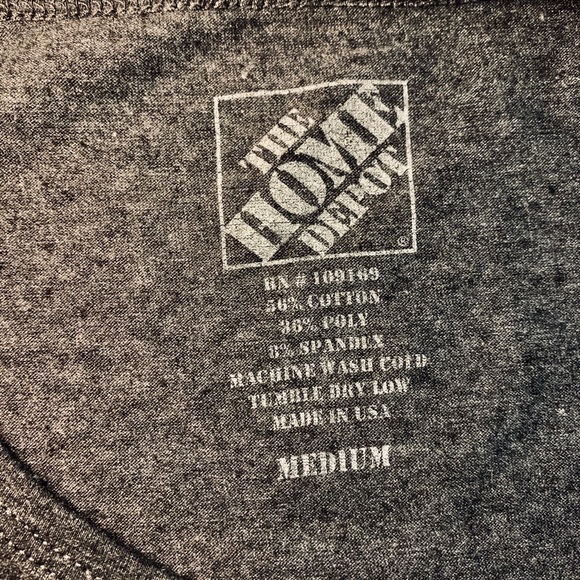 THE
HOME
DEPOT
®
RN # 109169
56% COTTON
36% POLY
8% SPANDEX
MACHINE WASH COLD
TUMBLE DRY LOW
MADE IN USA
MEDIUM